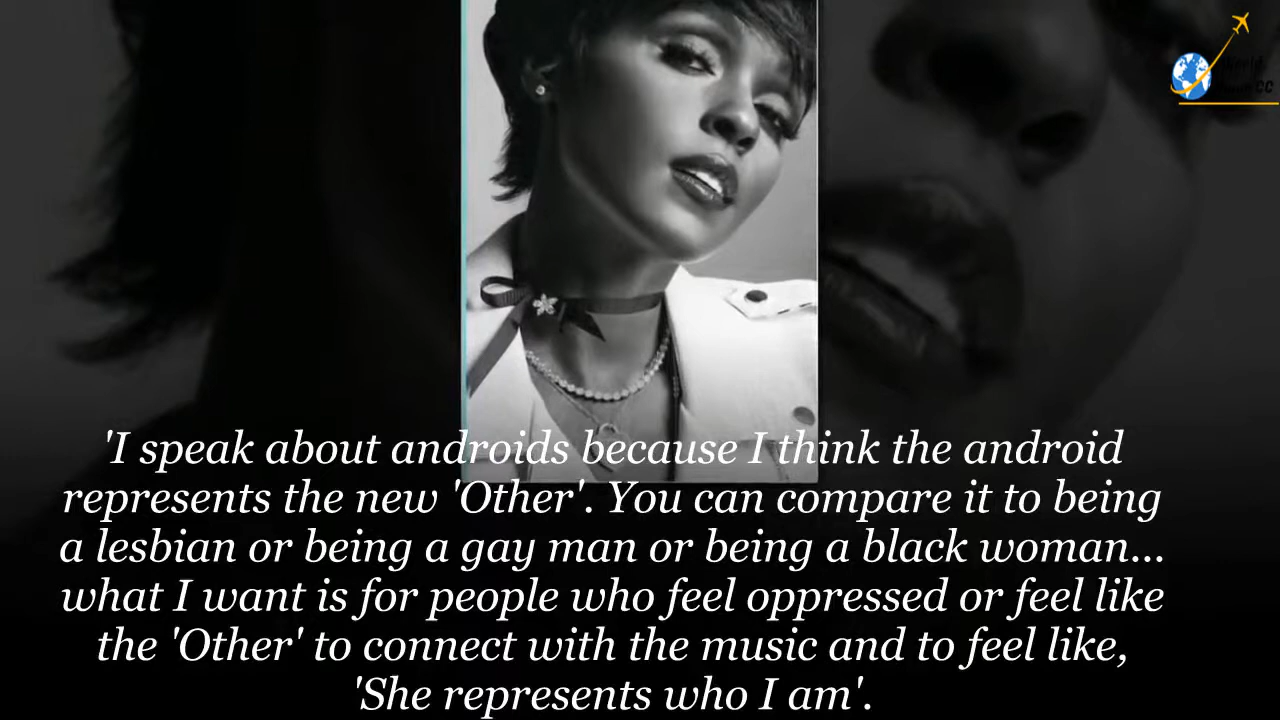 'I speak about androids because I think the android
represents the new 'Other'. You can compare it to being
a lesbian or being a gay man or being a black woman...
what I want is for people who feel oppressed or feel like
the 'Other' to connect with the music and to feel like,
'She represents who I am'.